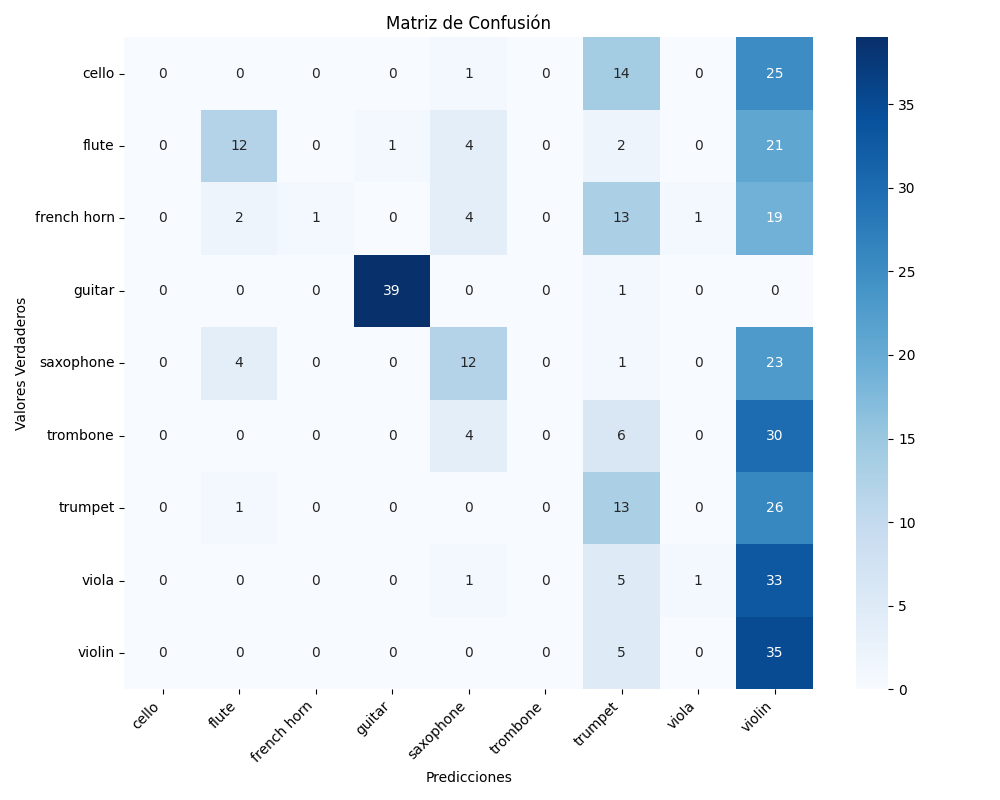 Matriz de Confusión
Valores Verdaderos
cello 0 0 0 0 1 0 14 0 25
flute 0 12 0 1 4 0 2 0 21
french horn 0 2 1 0 4 0 13 1 19
guitar 0 0 0 39 0 0 1 0 0
saxophone 0 4 0 0 12 0 1 0 23
trombone 0 0 0 0 4 0 6 0 30
trumpet 0 1 0 0 0 0 13 0 26
viola 0 0 0 0 1 0 5 1 33
violin 0 0 0 0 0 0 5 0 35
cello flute french horn guitar saxophone trombone trumpet viola violin
Predicciones
35
30
25
20
15
10
5
0